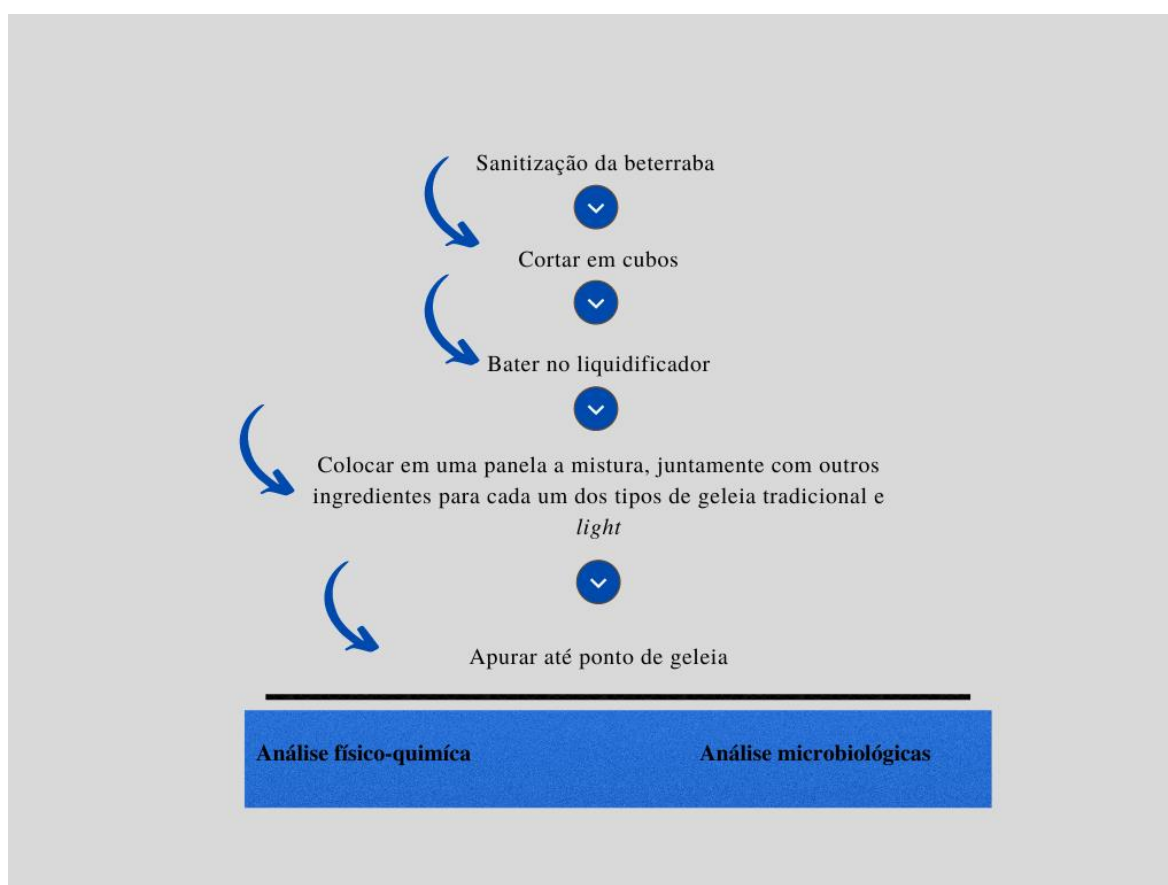 Sanitização da beterraba
Cortar em cubos
Bater no liquidificador
Colocar em uma panela a mistura, juntamente com outros
ingredientes para cada um dos tipos de geleia tradicional e
light
Apurar até ponto de geleia
Análise físico-quimíca
Análise microbiológicas